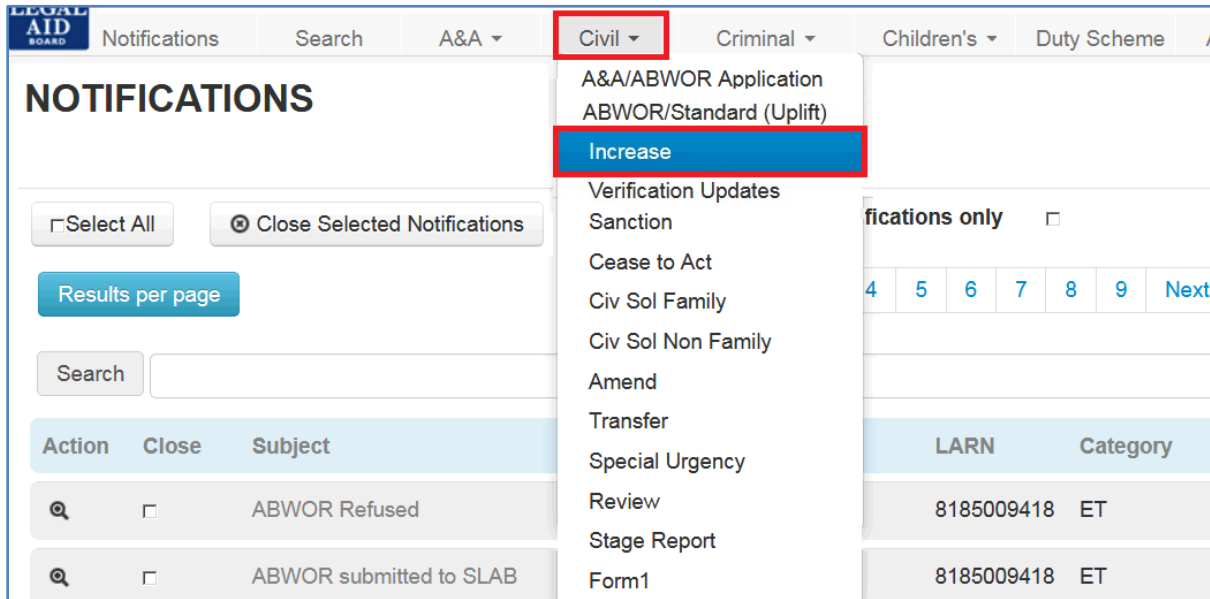 LEGAL
AID
BOARD
Notifications Search A&A Civil Criminal Children's Duty Scheme
NOTIFICATIONS
A&A/ABWOR Application
ABWOR/Standard (Uplift)
Increase
Verification Updates
Sanction
Cease to Act
Civ Sol Family
Civ Sol Non Family
Amend
Transfer
Special Urgency
Review
Stage Report
Form1
Select All Close Selected Notifications fications only
Results per page 4 5 6 7 8 9 Next
Search
Action Close Subject LARN Category
ABWOR Refused 8185009418 ET
ABWOR submitted to SLAB 8185009418 ET